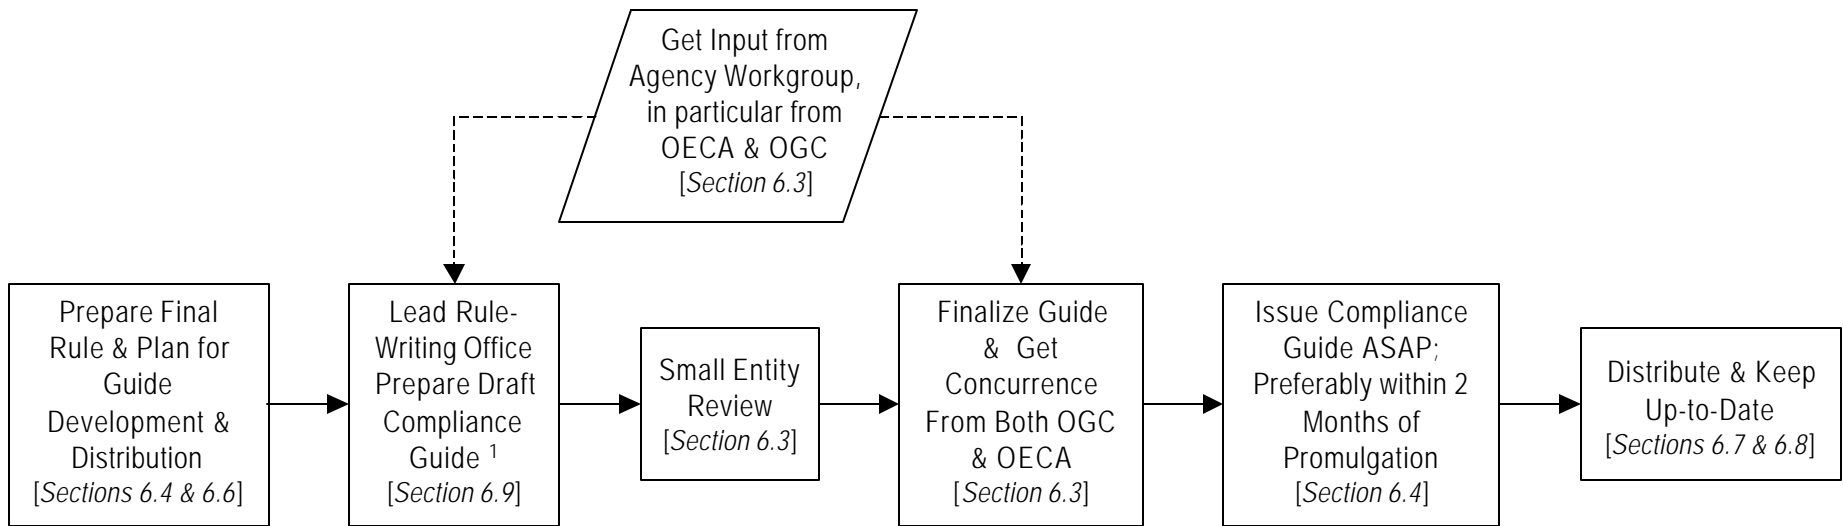 Get Input from
Agency Workgroup,
in particular from
OECA & OGC
[Section 6.3]
Prepare Final
Rule & Plan for
Guide
Development &
Distribution
[Sections 6.4 & 6.6]
Lead Rule-
Writing Office
Prepare Draft
Compliance
Guide ¹
[Section 6.9]
Small Entity
Review
[Section 6.3]
Finalize Guide
& Get
Concurrence
From Both OGC
& OECA
[Section 6.3]
Issue Compliance
Guide ASAP;
Preferably within 2
Months of
Promulgation
[Section 6.4]
Distribute & Keep
Up-to-Date
[Sections 6.7 & 6.8]